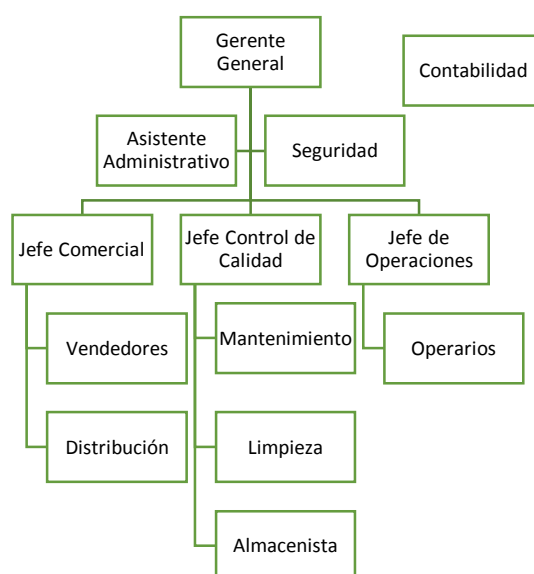 Gerente
General
Contabilidad
Asistente
Administrativo
Seguridad
Jefe Comercial
Jefe Control de
Calidad
Jefe de
Operaciones
Vendedores
Mantenimiento
Operarios
Distribución
Limpieza
Almacenista